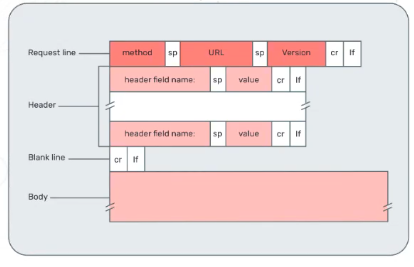 Request line method sp URL sp Version cr lf
header field name: sp value cr lf
Header
header field name: sp value cr lf
Blank line cr lf
Body